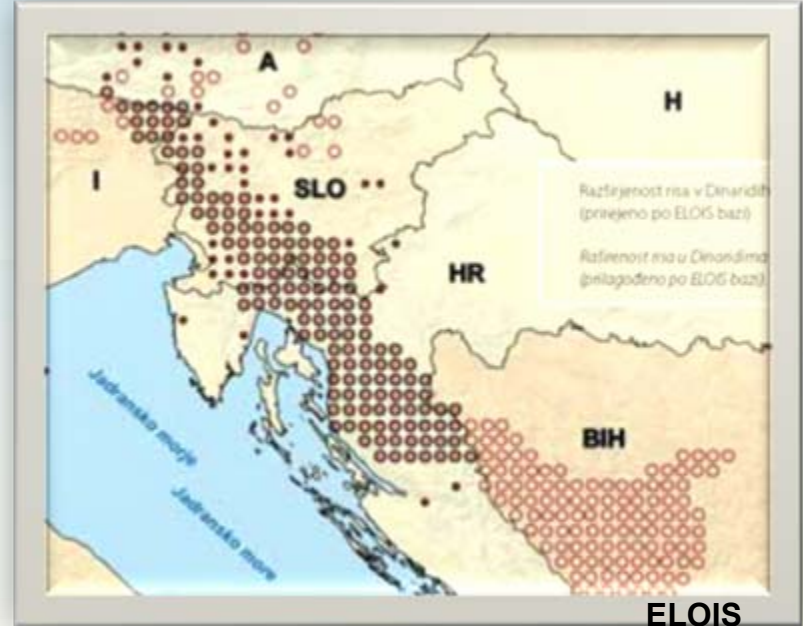 A
H
I
SLO
Razširjenost risa v Dinaridih
(prirejeno po ELOIS bazi)
HR
Raširenost risa u Dinaridima
(prilagođeno po ELOIS bazi).
Jadransko morje
BIH
Jadransko more
ELOIS